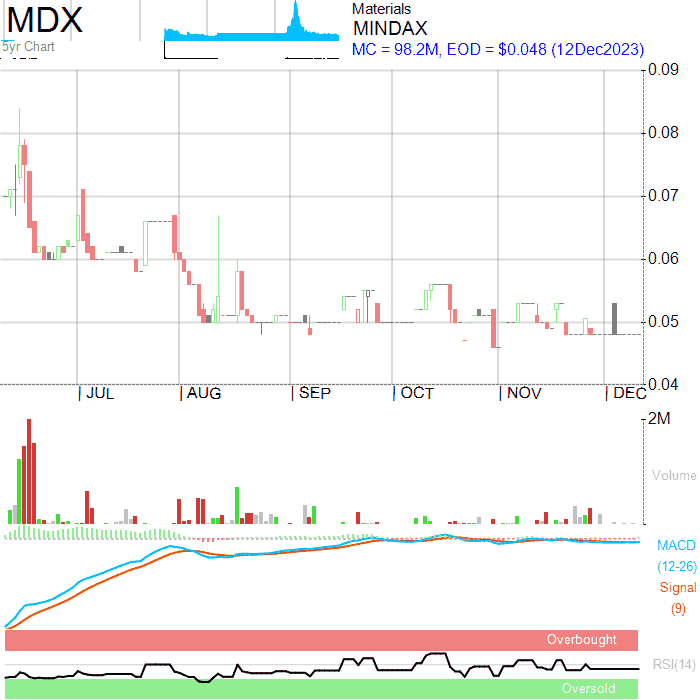 MDX
5yr Chart
Materials
MINDAX
MC = 98.2M, EOD = $0.048 (12Dec2023)
0.09
0.08
0.07
0.06
0.05
0.04
JUL
AUG
SEP
OCT
NOV
DEC
2M
Volume
MACD
(12-26)
Signal
(9)
Overbought
RSI(14)
Oversold